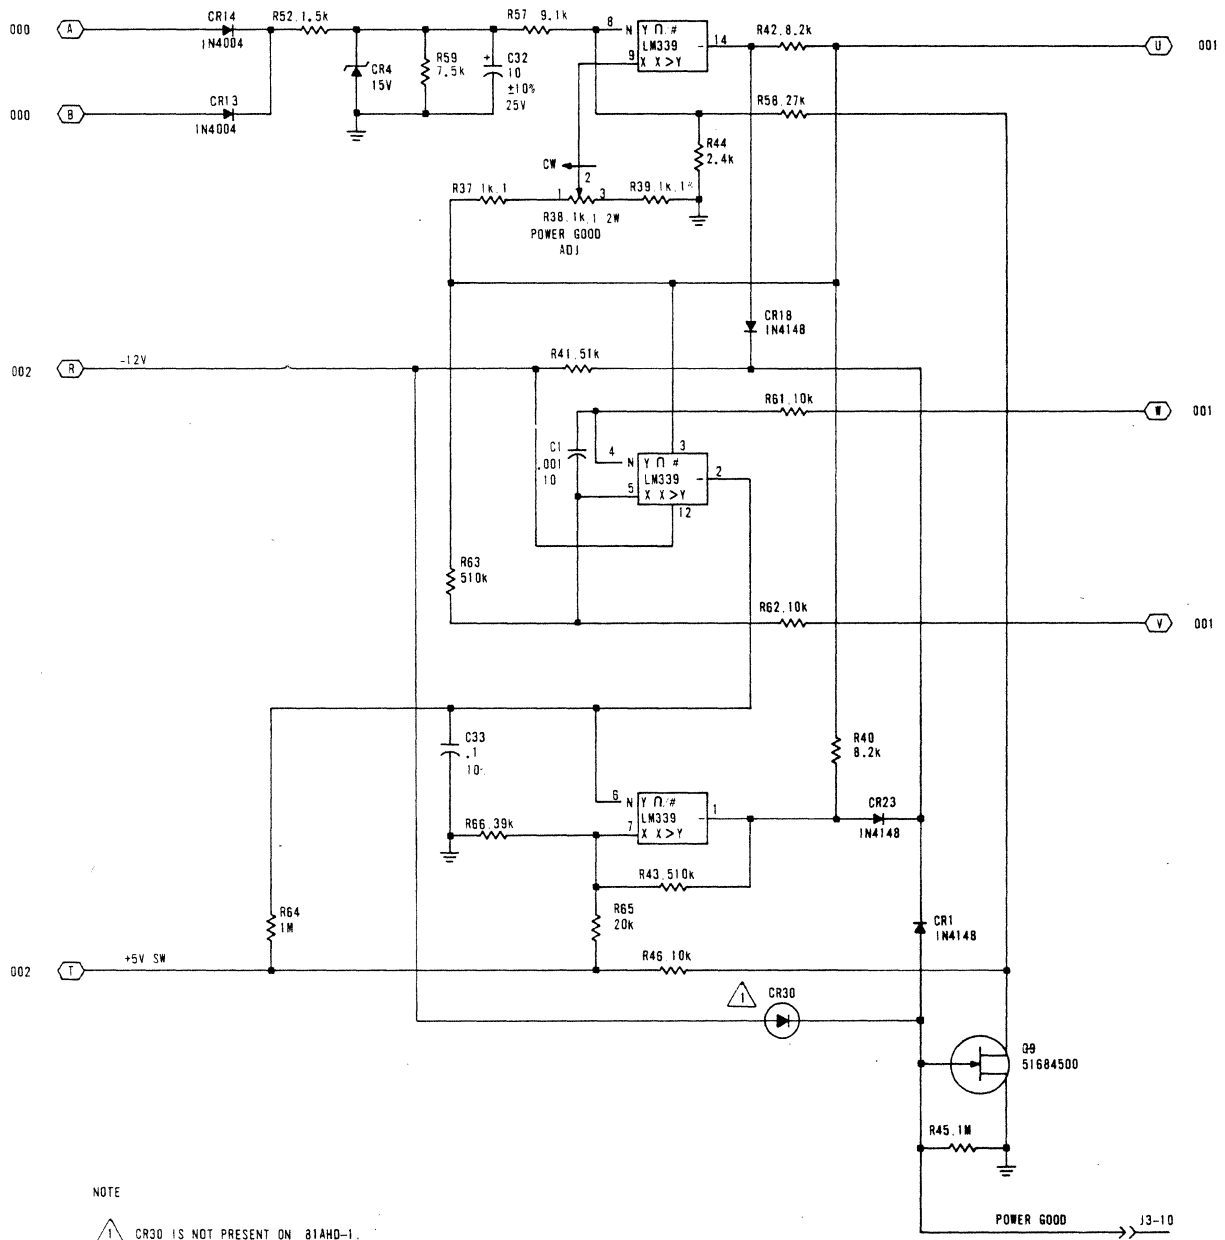 000 A CR14 1N4004 R52,1.5k R57 9.1k 8 N Y ∩/# LM339 X X>Y 9 14 R42,8.2k U 001
CR4 15V R59 7.5k + C32 10 ±10% 25V
000 B CR13 1N4004 R58,27k
R44 2.4k
CW 2
R37 1k,1 1 3 R39,1k,1%
R38,1k,1 2W
POWER GOOD
ADJ
CR18 1N4148
002 R -12V R41,51k
R61,10k W 001
C1 .001 10 4 N Y ∩ # LM339 X X>Y 5 3 2 12
R63 510k
R62,10k V 001
C33 .1 10%
R40 8.2k
6 N Y ∩/# LM339 X X>Y 7 1
CR23 1N4148
R66,39k
R43,510k
R64 1M
R65 20k
CR1 1N4148
002 T +5V SW R46,10k
1 CR30
Q9 51684500
R45,1M
NOTE
1 CR30 IS NOT PRESENT ON 81AHD-1.
POWER GOOD J3-10